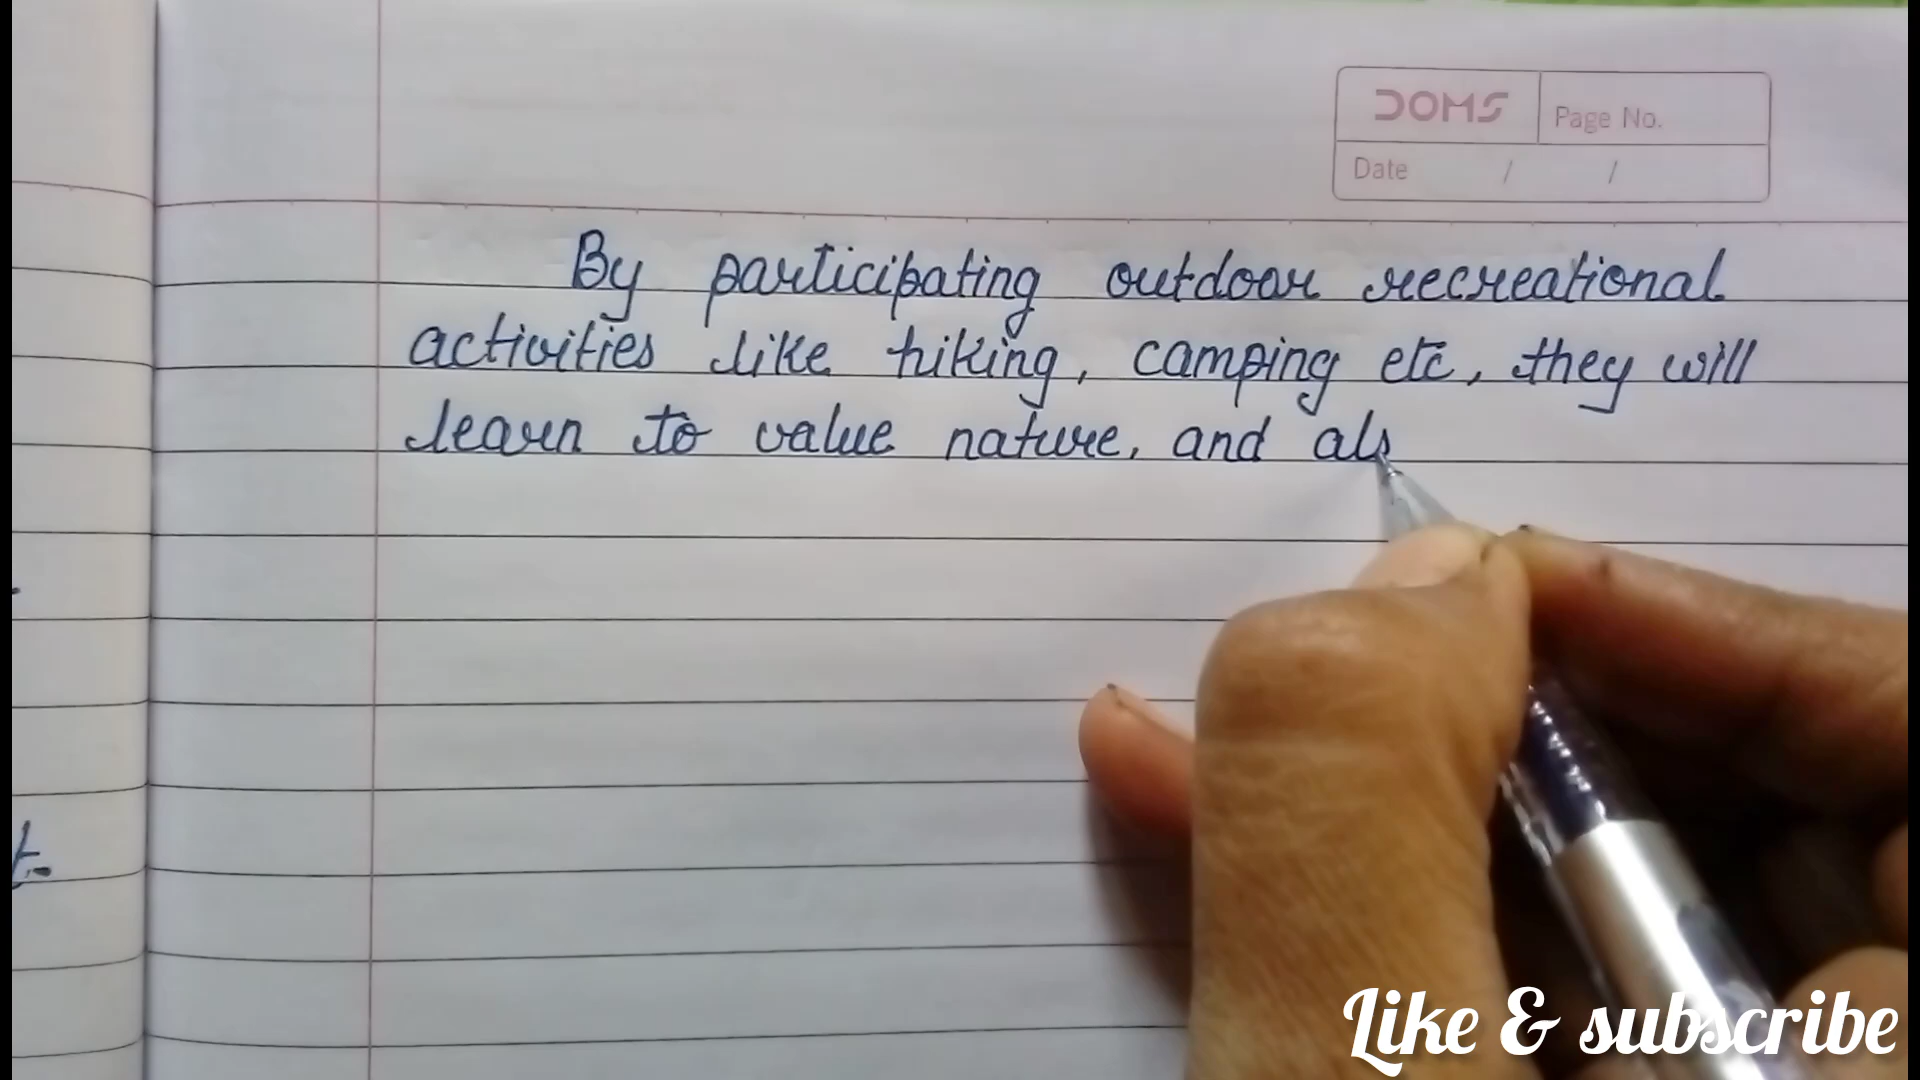 DOMS
Page No.
Date / /
By participating outdoor recreational
activities like hiking, camping etc, they will
learn to value nature, and als
t.
Like & subscribe